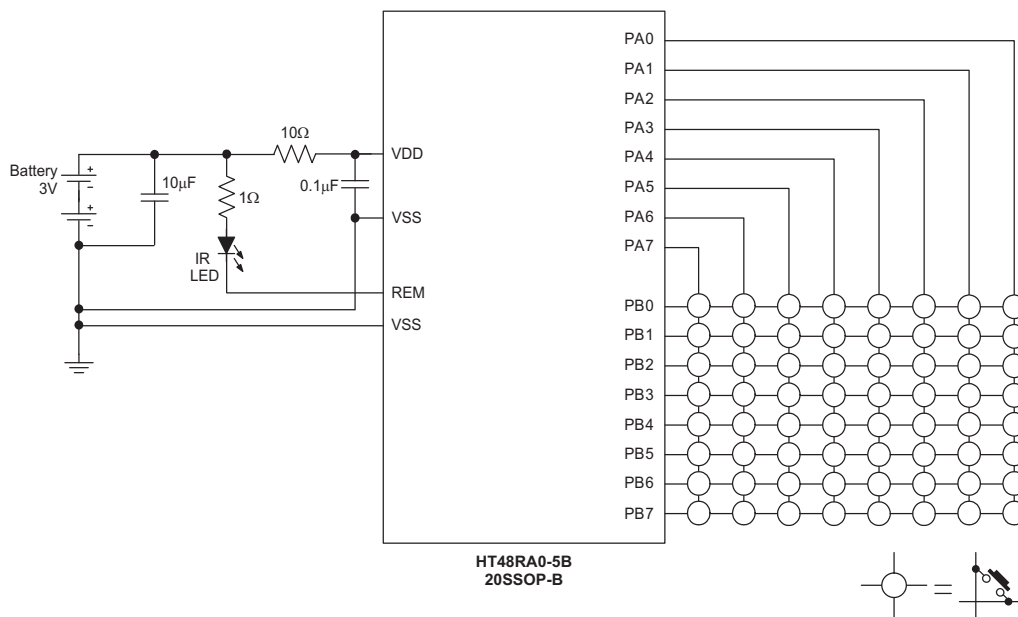 PA0
PA1
PA2
PA3
PA4
PA5
PA6
PA7
10Ω
VDD
Battery
3V
+
−
+
−
10μF
1Ω
0.1μF
VSS
IR
LED
REM
VSS
PB0
PB1
PB2
PB3
PB4
PB5
PB6
PB7
HT48RA0-5B
20SSOP-B
=